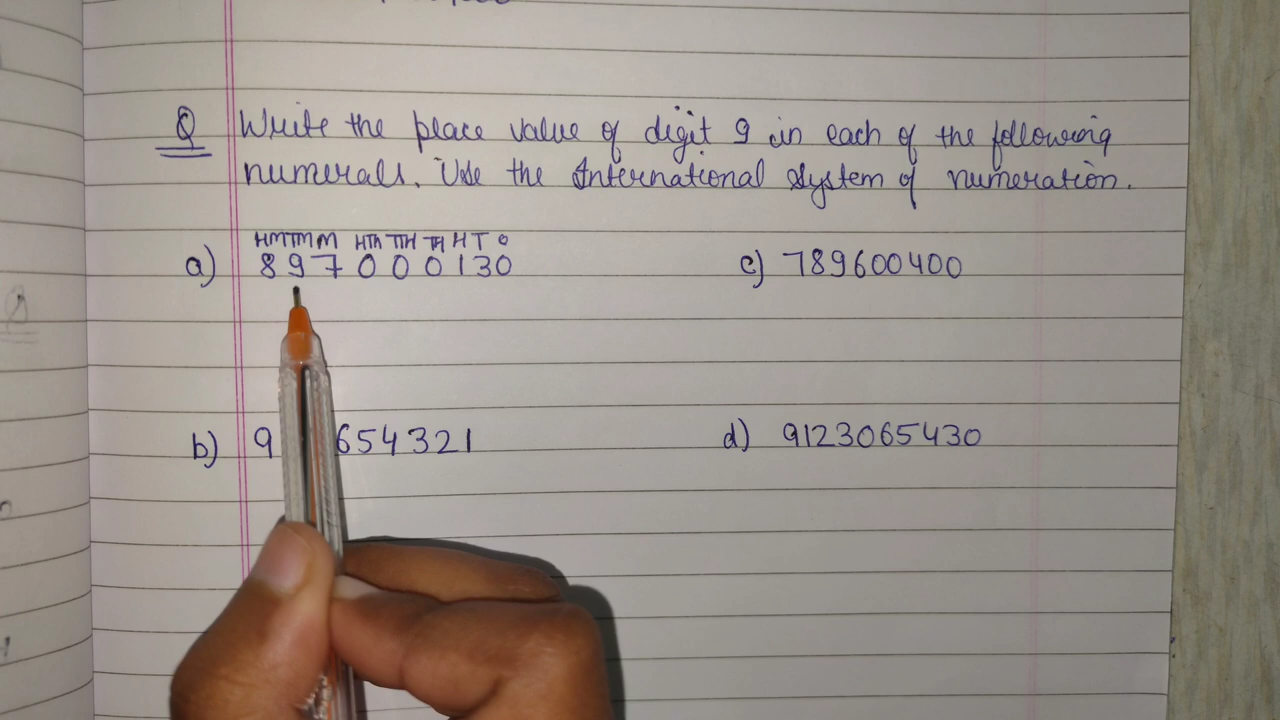 Q Write the place value of digit 9 in each of the following
numerals. Use the International System of numeration.
HM TM M HTh TTH TH H T O
a) 897000130
c) 789600400
b) 9 654321
d) 9123065430